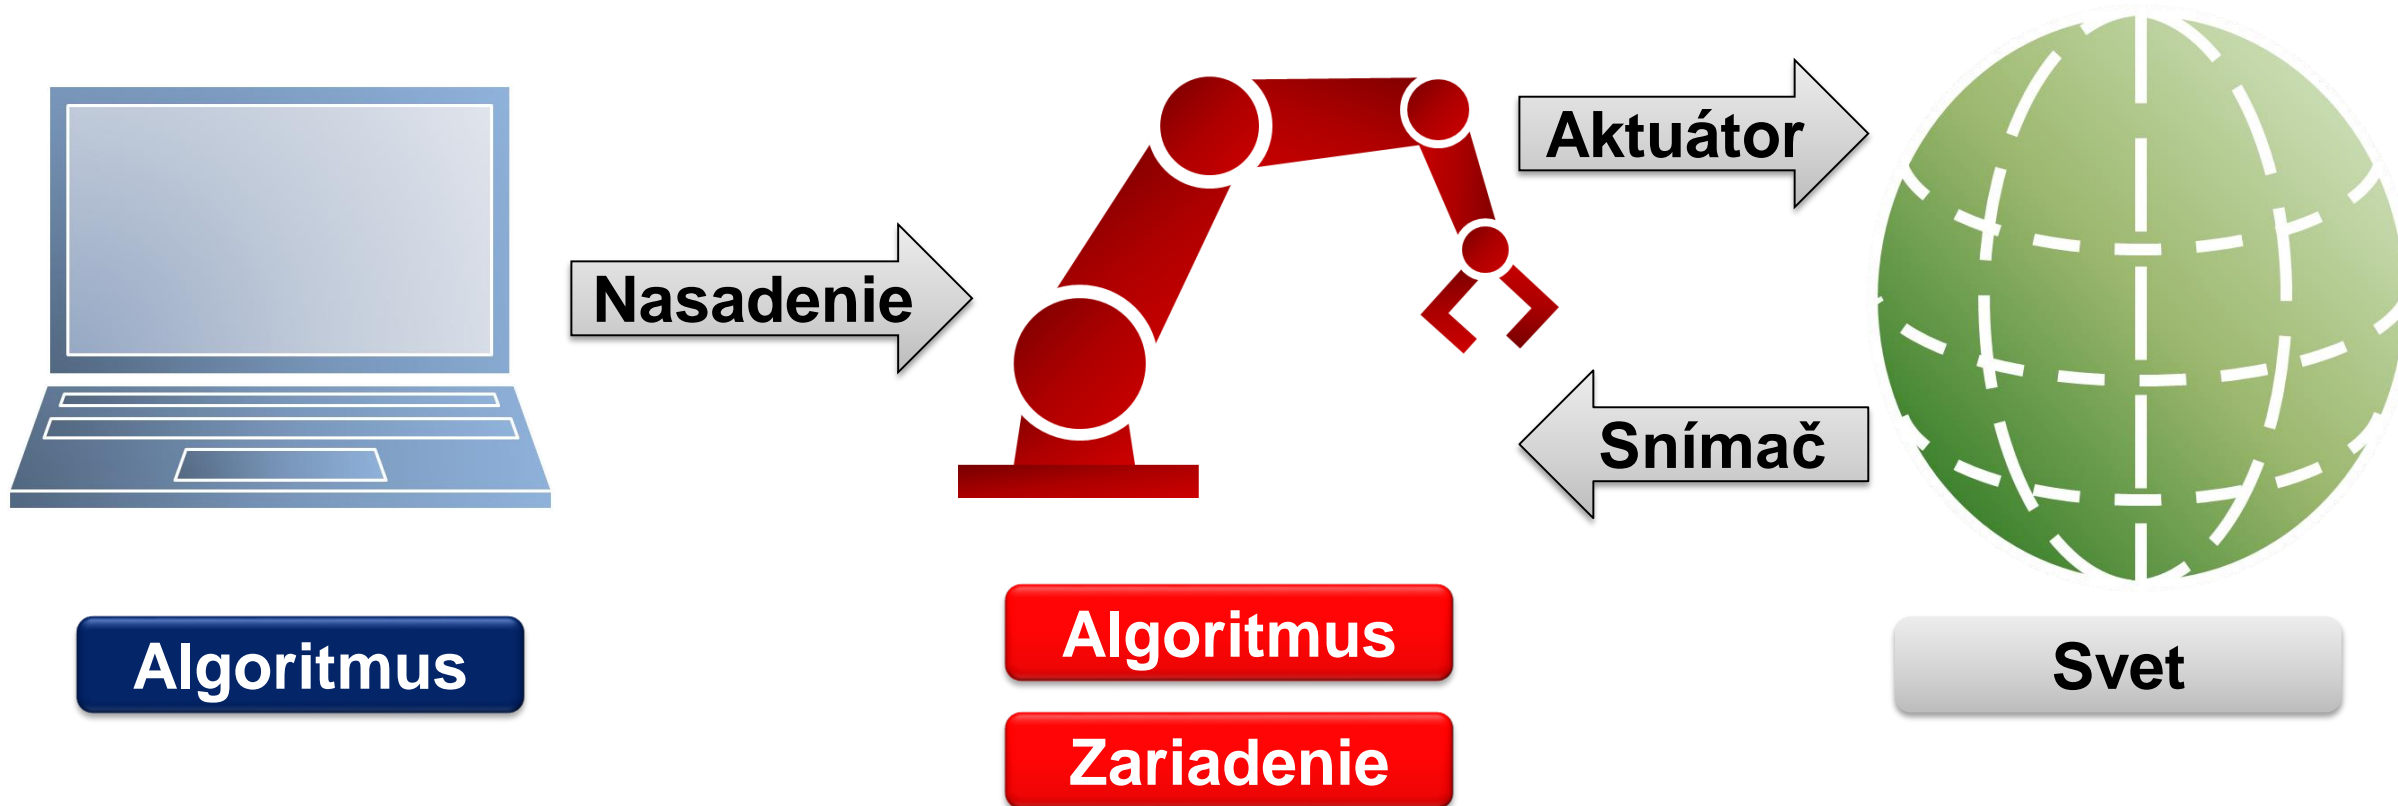 Aktuátor
Nasadenie
Snímač
Algoritmus
Algoritmus
Svet
Zariadenie